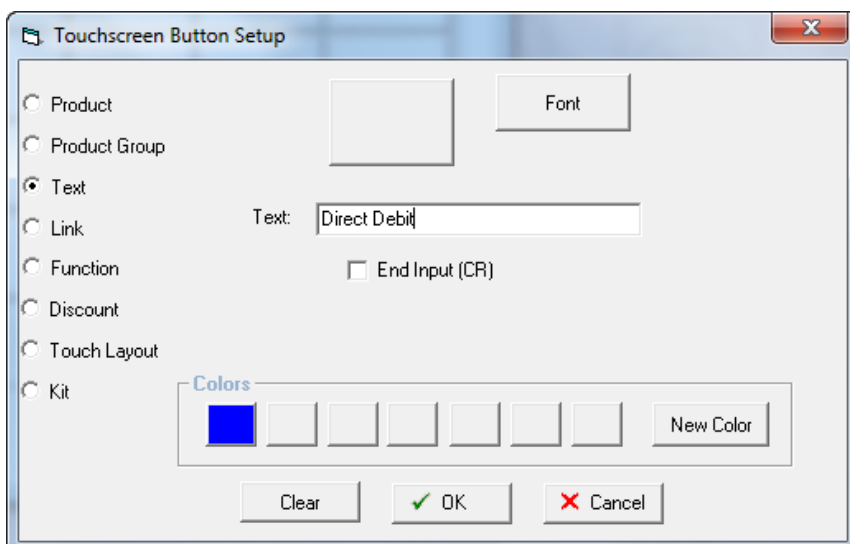 Touchscreen Button Setup
Product
Product Group
Text
Link
Function
Discount
Touch Layout
Kit
Font
Text: Direct Debit
End Input (CR)
Colors
New Color
Clear
OK
Cancel